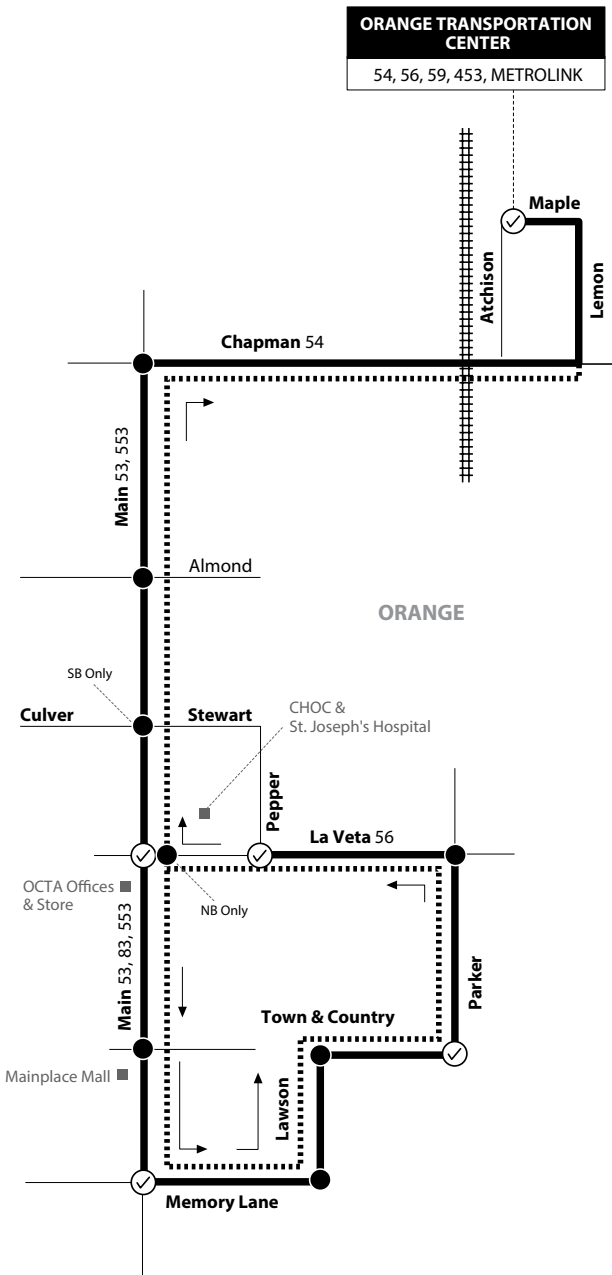 ORANGE TRANSPORTATION
CENTER
54, 56, 59, 453, METROLINK
Maple
Atchison
Lemon
Chapman 54
Main 53, 553
Almond
ORANGE
SB Only
Culver
Stewart
CHOC &
St. Joseph's Hospital
Pepper
La Veta 56
OCTA Offices
& Store
NB Only
Main 53, 83, 553
Parker
Town & Country
Mainplace Mall
Lawson
Memory Lane